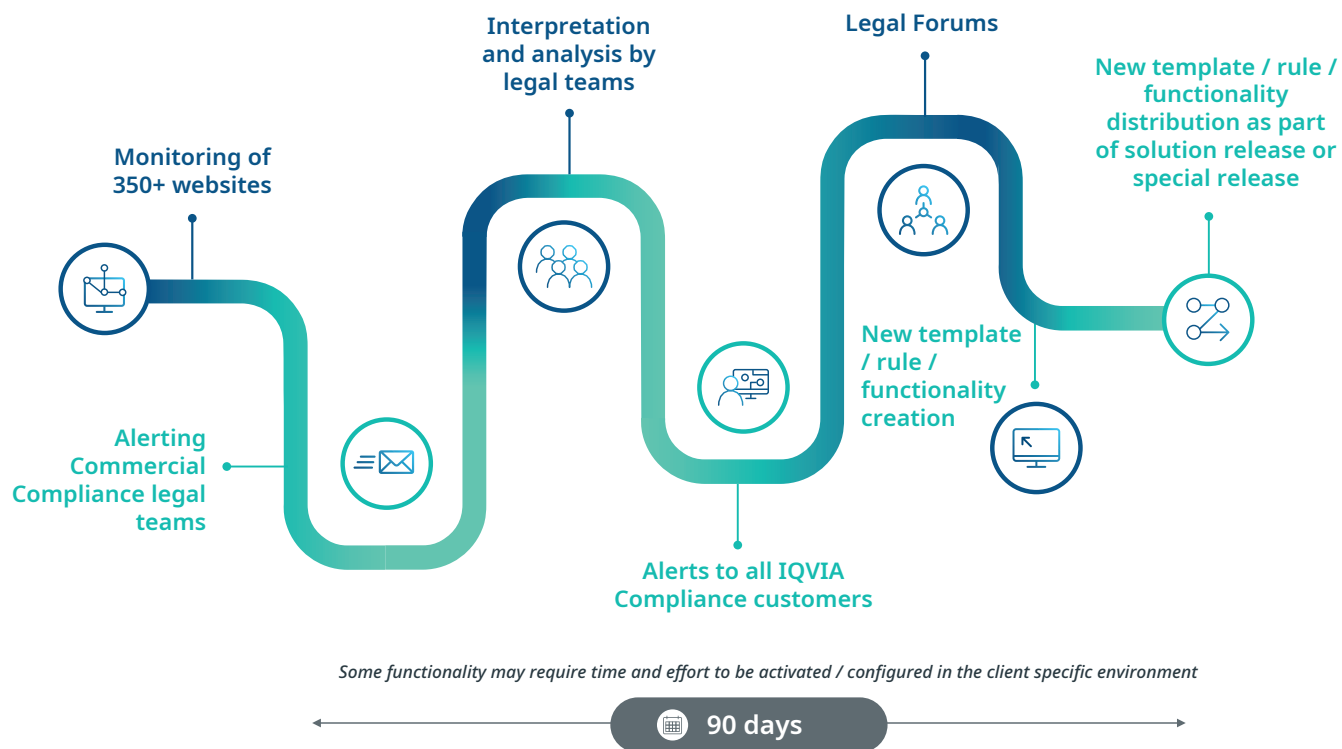 Monitoring of
350+ websites
Alerting
Commercial
Compliance legal
teams
Interpretation
and analysis by
legal teams
Alerts to all IQVIA
Compliance customers
Legal Forums
New template
/ rule /
functionality
creation
New template / rule /
functionality
distribution as part
of solution release or
special release
Some functionality may require time and effort to be activated / configured in the client specific environment
90 days